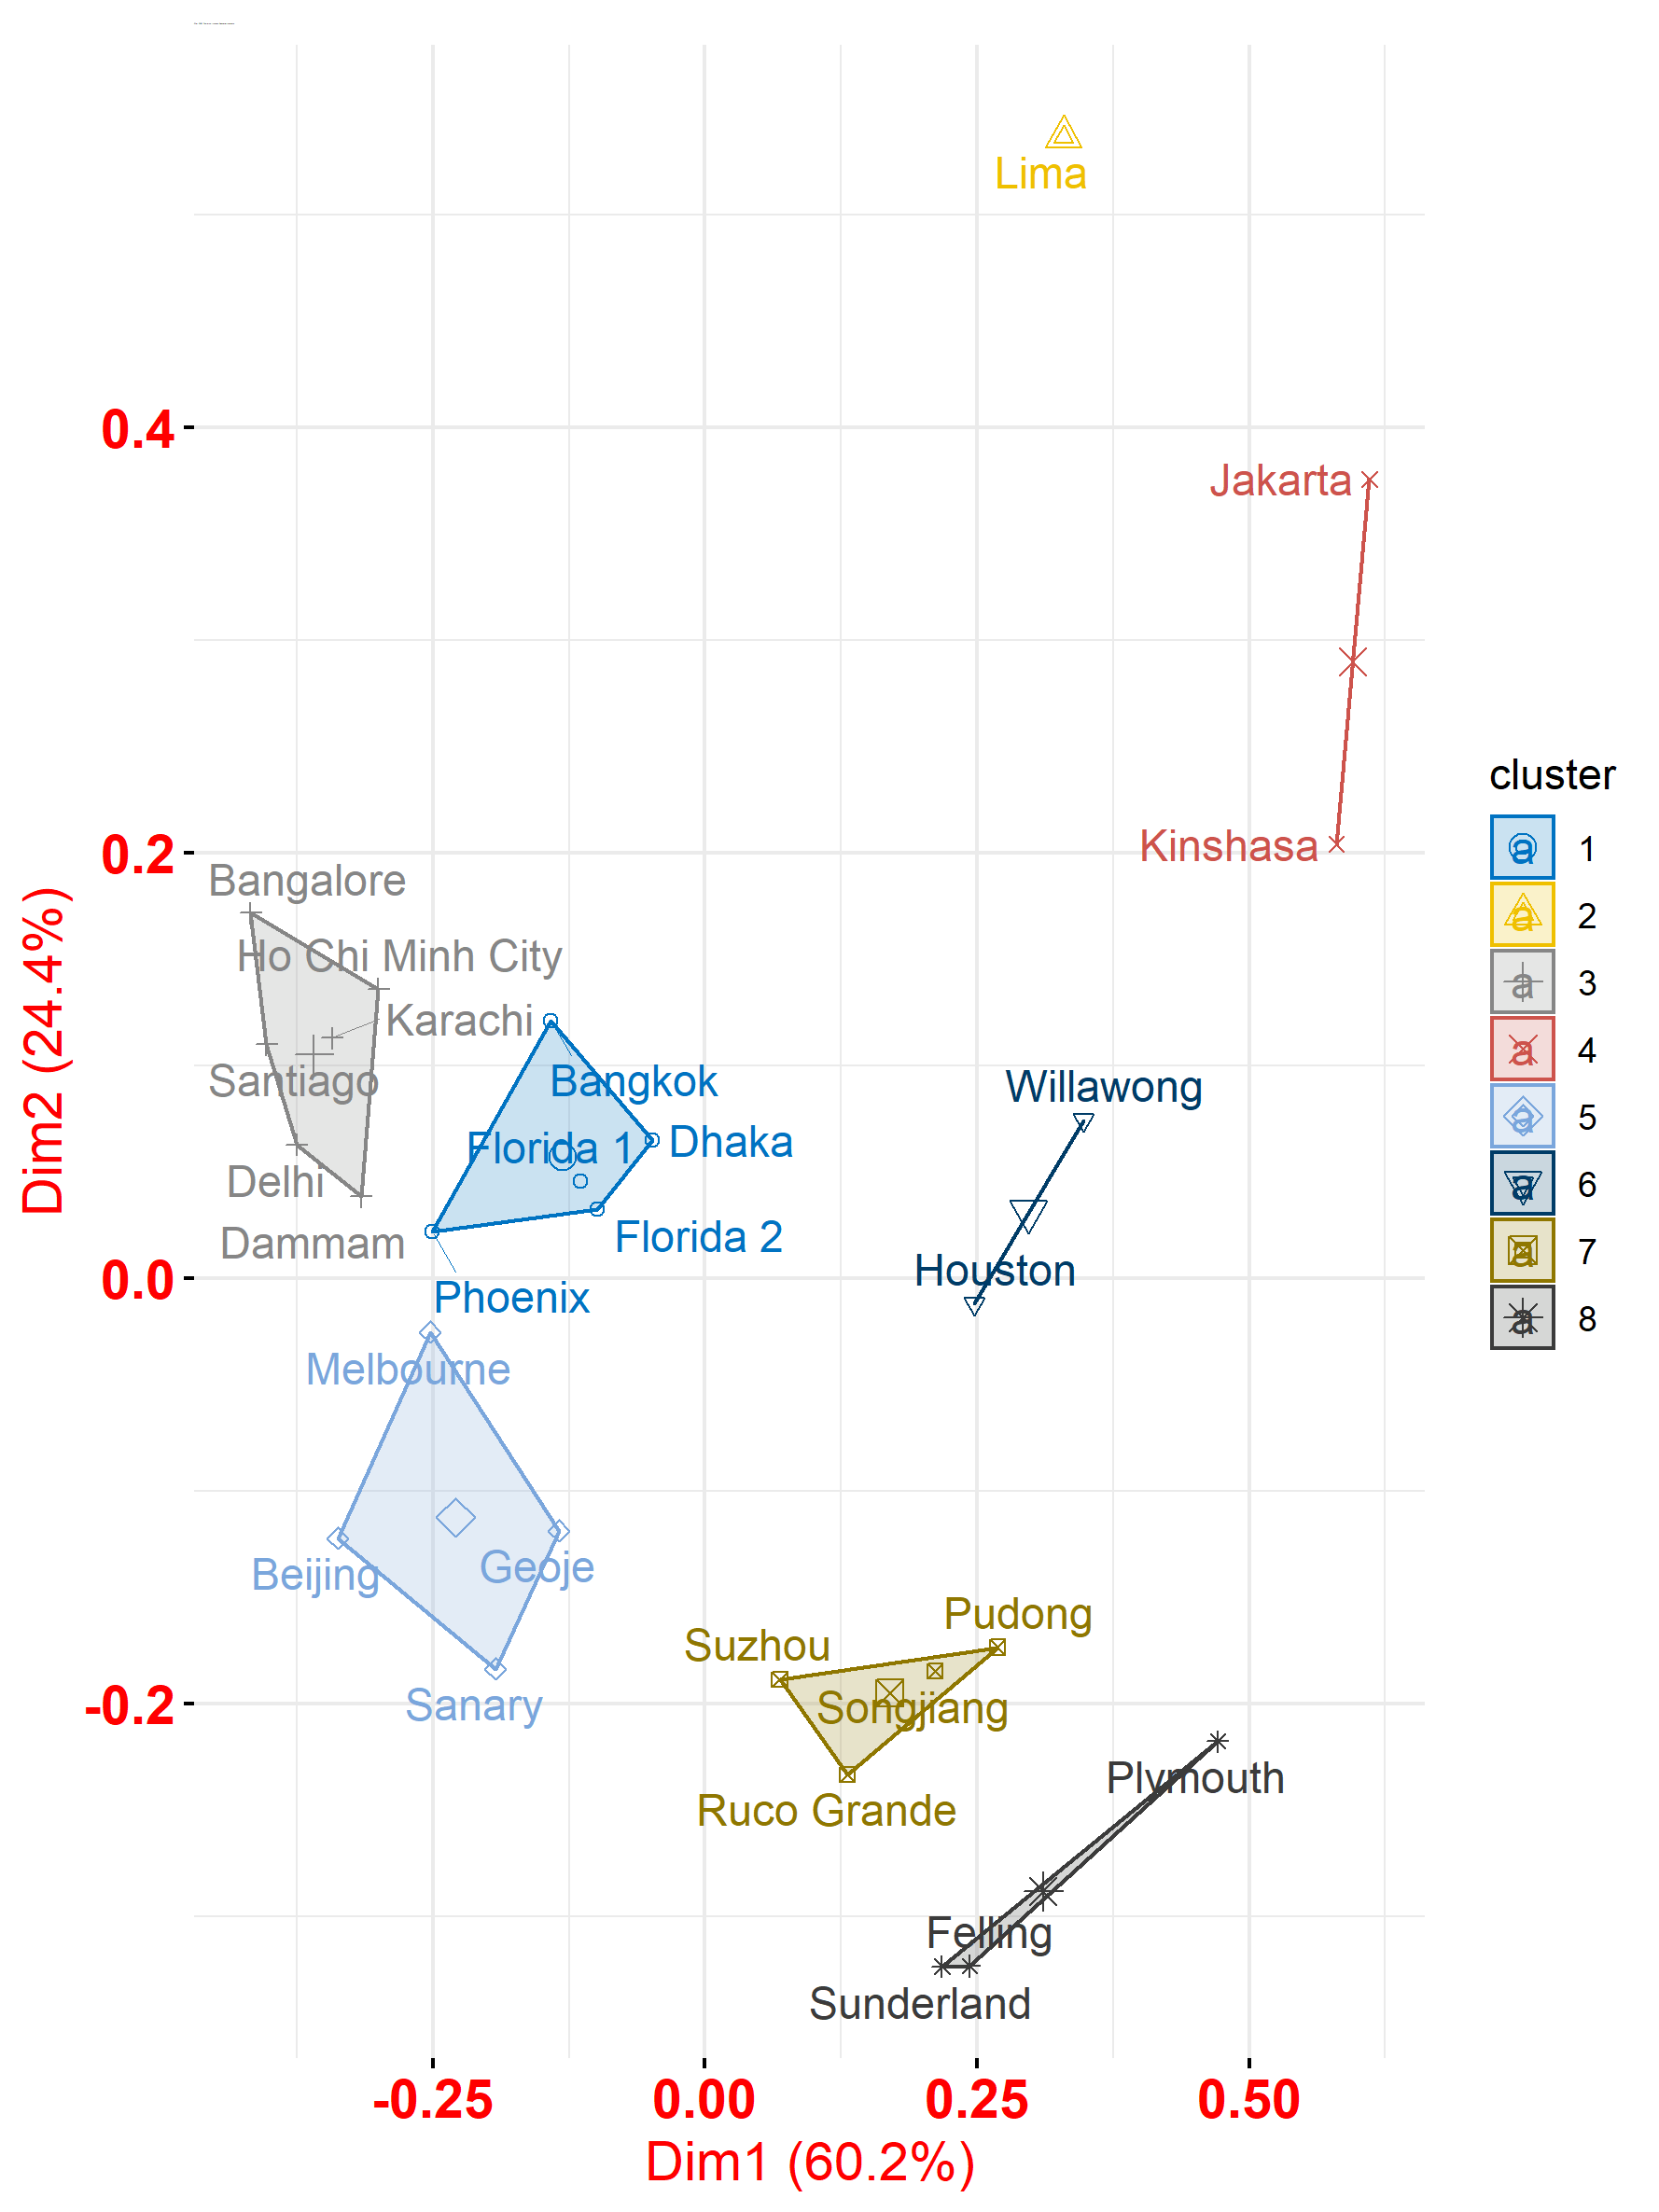 Lima
0.4
Jakarta
Kinshasa
0.2
Bangalore
Ho Chi Minh City
Karachi
Santiago
Bangkok
Willawong
Florida 1
Dhaka
Delhi
Florida 2
Dammam
Houston
0.0
Phoenix
Melbourne
Beijing
Geoje
Pudong
Suzhou
Sanary
Songjiang
-0.2
Plymouth
Ruco Grande
Felling
Sunderland
-0.25 0.00 0.25 0.50
Dim1 (60.2%)
Dim2 (24.4%)
cluster
a 1
a 2
a 3
a 4
a 5
a 6
a 7
a 8